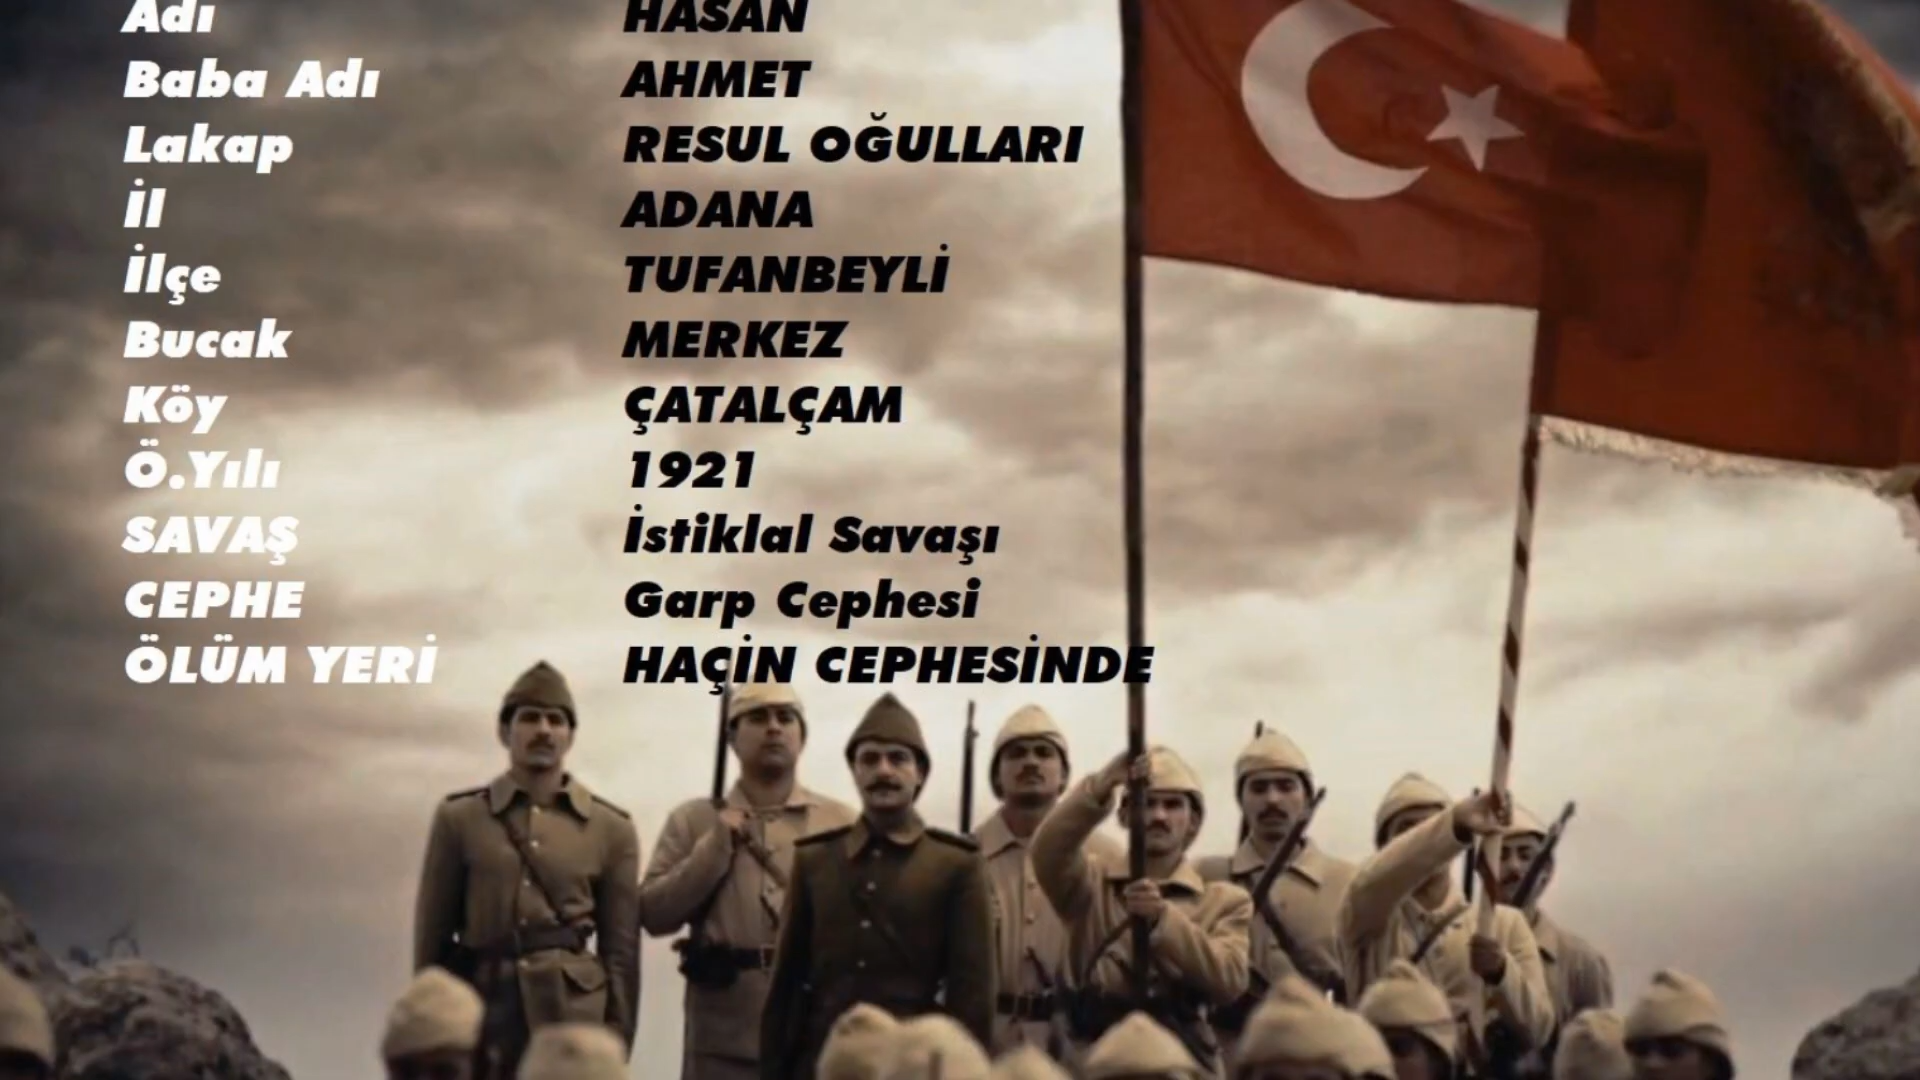 Adı HASAN
Baba Adı AHMET
Lakap RESUL OĞULLARI
İl ADANA
İlçe TUFANBEYLİ
Bucak MERKEZ
Köy ÇATALÇAM
Ö.Yılı 1921
SAVAŞ İstiklal Savaşı
CEPHE Garp Cephesi
ÖLÜM YERİ HAÇİN CEPHESİNDE